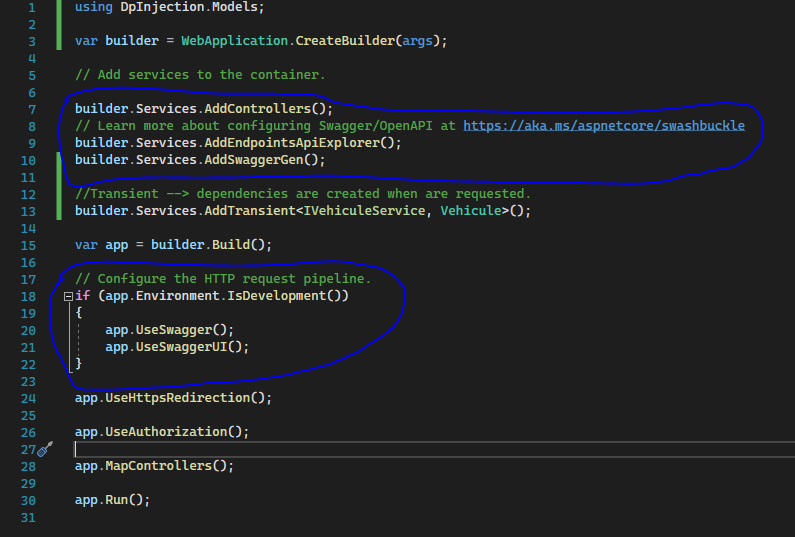 1 using DpInjection.Models;
2
3 var builder = WebApplication.CreateBuilder(args);
4
5 // Add services to the container.
6
7 builder.Services.AddControllers();
8 // Learn more about configuring Swagger/OpenAPI at https://aka.ms/aspnetcore/swashbuckle
9 builder.Services.AddEndpointsApiExplorer();
10 builder.Services.AddSwaggerGen();
11
12 //Transient --> dependencies are created when are requested.
13 builder.Services.AddTransient<IVehiculeService, Vehicule>();
14
15 var app = builder.Build();
16
17 // Configure the HTTP request pipeline.
18 if (app.Environment.IsDevelopment())
19 {
20 app.UseSwagger();
21 app.UseSwaggerUI();
22 }
23
24 app.UseHttpsRedirection();
25
26 app.UseAuthorization();
27
28 app.MapControllers();
29
30 app.Run();
31